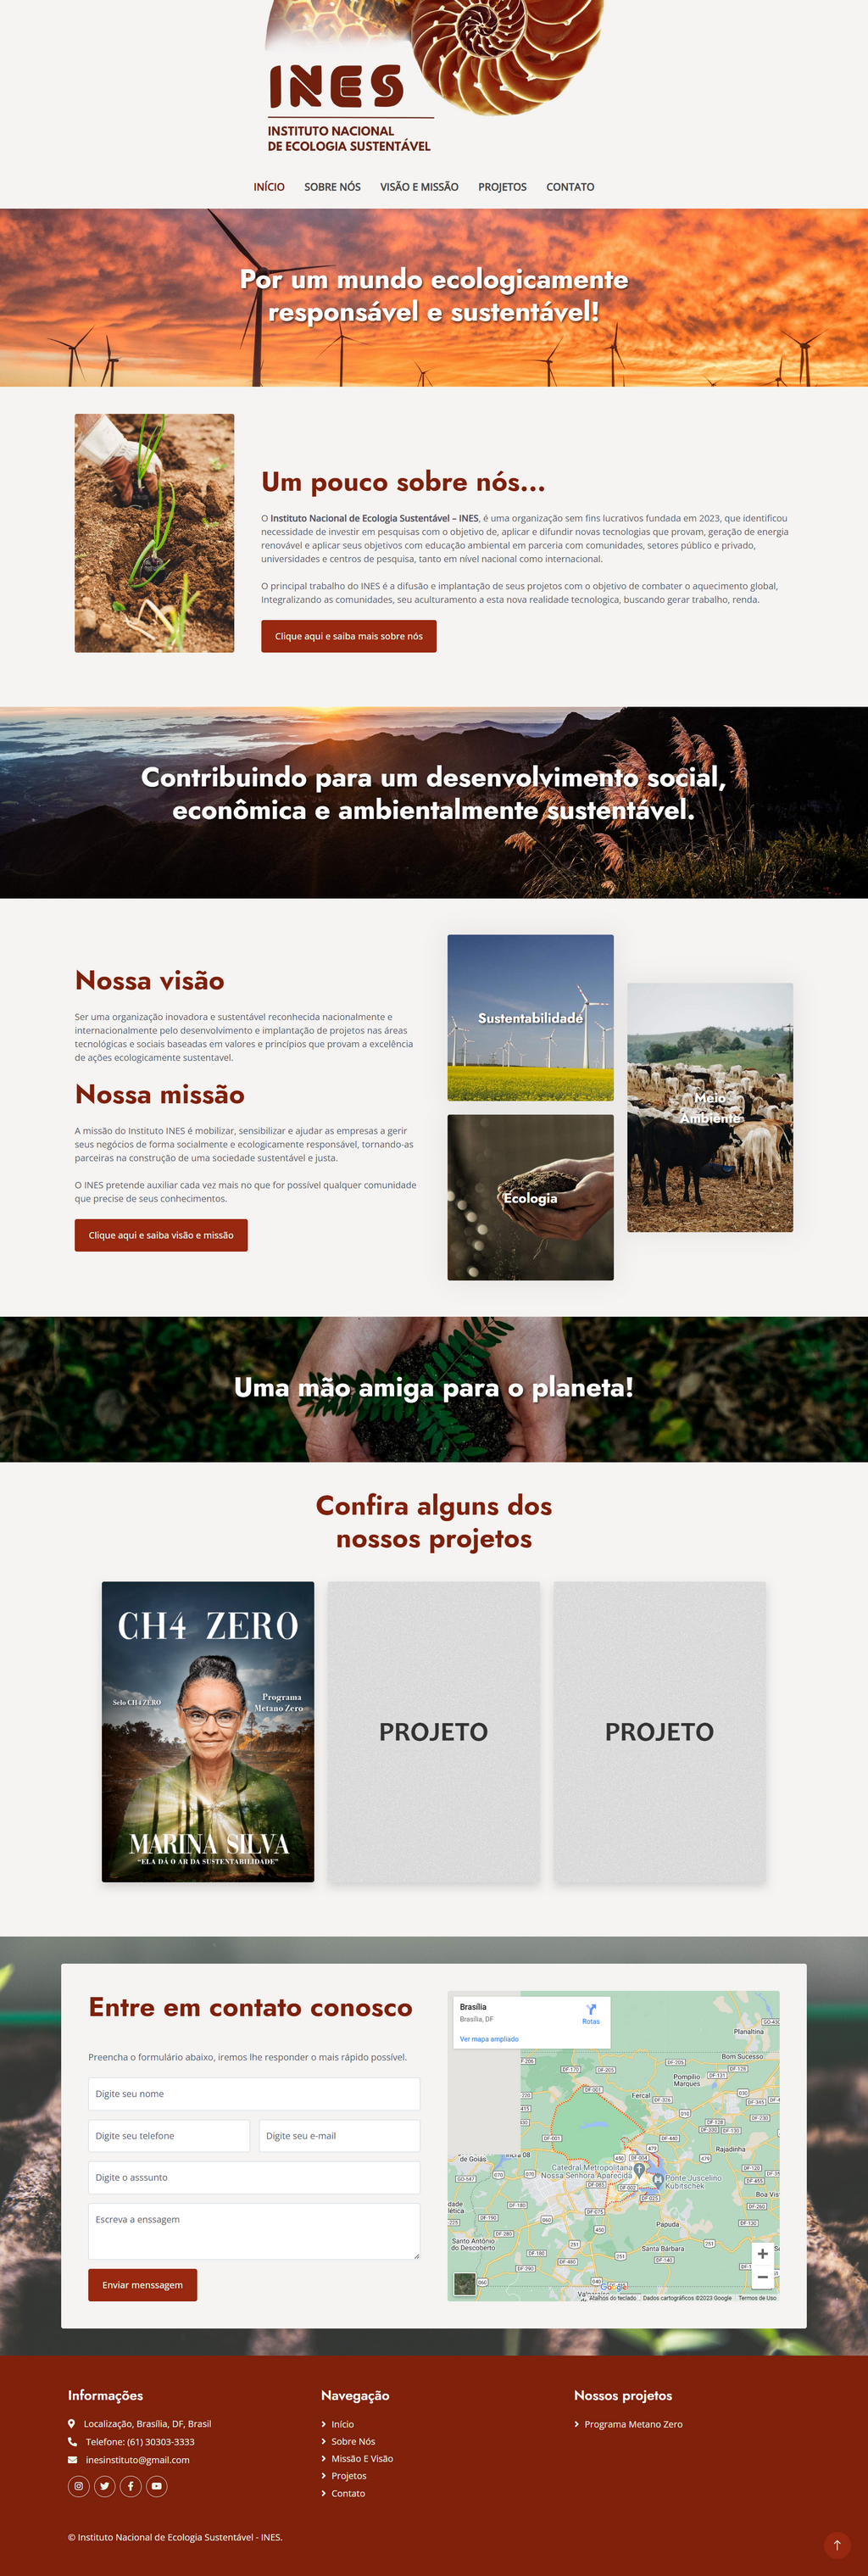 INES
INSTITUTO NACIONAL
DE ECOLOGIA SUSTENTÁVEL
INÍCIO SOBRE NÓS VISÃO E MISSÃO PROJETOS CONTATO
Por um mundo ecologicamente
responsável e sustentável!
Um pouco sobre nós...
O Instituto Nacional de Ecologia Sustentável – INES, é uma organização sem fins lucrativos fundada em 2023, que identificou
necessidade de investir em pesquisas com o objetivo de, aplicar e difundir novas tecnologias que provam, geração de energia
renovável e aplicar seus objetivos com educação ambiental em parceria com comunidades, setores público e privado,
universidades e centros de pesquisa, tanto em nível nacional como internacional.
O principal trabalho do INES é a difusão e implantação de seus projetos com o objetivo de combater o aquecimento global,
Integralizando as comunidades, seu aculturamento a esta nova realidade tecnologica, buscando gerar trabalho, renda.
Clique aqui e saiba mais sobre nós
Contribuindo para um desenvolvimento social,
econômica e ambientalmente sustentável.
Nossa visão
Ser uma organização inovadora e sustentável reconhecida nacionalmente e
internacionalmente pelo desenvolvimento e implantação de projetos nas áreas
tecnológicas e sociais baseadas em valores e princípios que provam a excelência
de ações ecologicamente sustentavel.
Nossa missão
A missão do Instituto INES é mobilizar, sensibilizar e ajudar as empresas a gerir
seus negócios de forma socialmente e ecologicamente responsável, tornando-as
parceiras na construção de uma sociedade sustentável e justa.
O INES pretende auxiliar cada vez mais no que for possível qualquer comunidade
que precise de seus conhecimentos.
Clique aqui e saiba visão e missão
Sustentabilidade
Ecologia
Meio
Ambiente
Uma mão amiga para o planeta!
Confira alguns dos
nossos projetos
CH4 ZERO
Selo CH4 ZERO
Programa
Metano Zero
MARINA SILVA
"ELA DÁ O AR DA SUSTENTABILIDADE"
PROJETO
PROJETO
Entre em contato conosco
Preencha o formulário abaixo, iremos lhe responder o mais rápido possível.
Digite seu nome
Digite seu telefone Digite seu e-mail
Digite o asssunto
Escreva a enssagem
Enviar menssagem
Brasília
Brasília, DF
Rotas
Ver mapa ampliado
Planaltina
Bom Sucesso
Pompílio
Marques
Fercal
Rajadinha
Catedral Metropolitana
Nossa Senhora Aparecida
Ponte Juscelino
Kubitschek
Boa Vis
Papuda
Santa Bárbara
Santo Antônio
do Descoberto
Google
Atalhos do teclado Dados cartográficos ©2023 Google Termos de Uso
Informações
Localização, Brasília, DF, Brasil
Telefone: (61) 30303-3333
inesinstituto@gmail.com
Navegação
Início
Sobre Nós
Missão E Visão
Projetos
Contato
Nossos projetos
Programa Metano Zero
© Instituto Nacional de Ecologia Sustentável - INES.